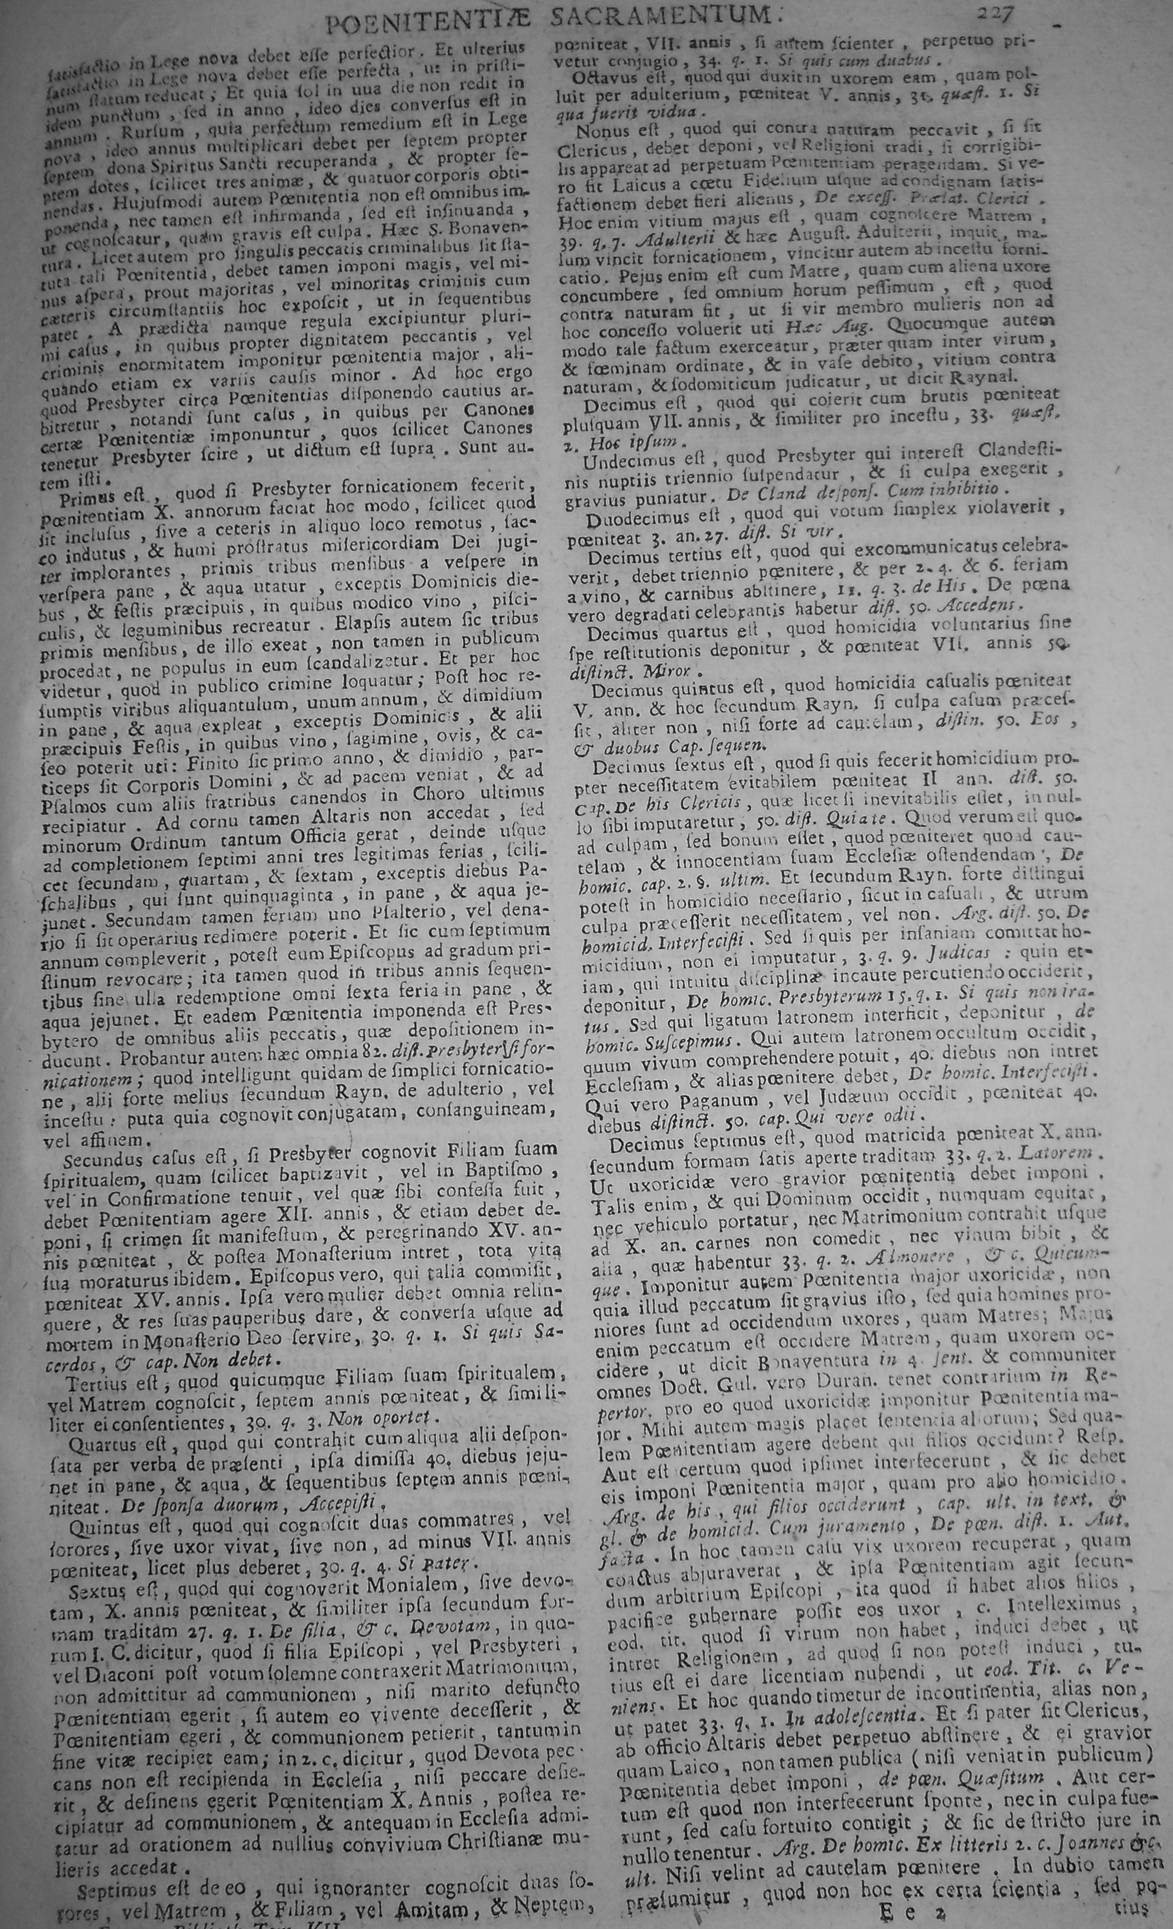 POENITENTIÆ SACRAMENTUM. 227
ſatisfactio in Lege nova debet eſſe perfectior. Et ulterius
ſatisfactio in Lege nova debet eſſe perfecta, ut in priſti-
num ſtatum reducat; Et quia ſol in uua die non redit in
idem punctum, ſed in anno, ideo dies converſus eſt in
annum. Rurſum, quia perfectum remedium eſt in Lege
nova, ideo annus multiplicari debet per ſeptem propter
ſeptem dona Spiritus Sancti recuperanda, & propter ſe-
ptem dotes, ſcilicet tres animæ, & quatuor corporis obti-
nendas. Hujuſmodi autem Pœnitentia non eſt omnibus im-
ponenda, nec tamen eſt infirmanda, ſed eſt inſinuanda,
ut cognoſcatur, quàm gravis eſt culpa. Hæc S. Bonaven-
tura. Licet autem pro ſingulis peccatis criminalibus ſit ſta-
tuta tali Pœnitentia, debet tamen imponi magis, vel mi-
nus aſpera, prout majoritas, vel minoritas criminis cum
cæteris circumſtantiis hoc expoſcit, ut in ſequentibus
patet. A prædicta namque regula excipiuntur pluri-
mi caſus, in quibus propter dignitatem peccantis, vel
criminis enormitatem imponitur pœnitentia major, ali-
quando etiam ex variis cauſis minor. Ad hoc ergo
quod Presbyter circa Pœnitentias diſponendo cautius ar-
bitretur, notandi ſunt caſus, in quibus per Canones
certæ Pœnitentiæ imponuntur, quos ſcilicet Canones
tenetur Presbyter ſcire, ut dictum eſt ſupra. Sunt au-
tem iſti.
Primus eſt, quod ſi Presbyter fornicationem fecerit,
Pœnitentiam X. annorum faciat hoc modo, ſcilicet quod
ſit incluſus, ſive a ceteris in aliquo loco remotus, ſac-
co indutus, & humi proſtratus miſericordiam Dei jugi-
ter implorantes, primis tribus menſibus a veſpere in
verſpera pane, & aqua utatur, exceptis Dominicis die-
bus, & feſtis præcipuis, in quibus modico vino, piſci-
culis, & leguminibus recreatur. Elapſis autem ſic tribus
primis menſibus, de illo exeat, non tamen in publicum
procedat, ne populus in eum ſcandalizetur. Et per hoc
videtur, quod in publico crimine loquatur; Poſt hoc re-
ſumptis viribus aliquantulum, unum annum, & dimidium
in pane, & aqua expleat, exceptis Dominicis, & alii
præcipuis Feſtis, in quibus vino, ſagimine, ovis, & ca-
ſeo poterit uti: Finito ſic primo anno, & dimidio, par-
ticeps ſit Corporis Domini, & ad pacem veniat, & ad
Pſalmos cum aliis fratribus canendos in Choro ultimus
recipiatur. Ad cornu tamen Altaris non accedat, ſed
minorum Ordinum tantum Officia gerat, deinde uſque
ad completionem ſeptimi anni tres legitimas ferias, ſcili-
cet ſecundam, quartam, & ſextam, exceptis diebus Pa-
ſchalibus, qui ſunt quinquaginta, in pane, & aqua je-
junet. Secundam tamen feriam uno Pſalterio, vel dena-
rio ſi ſit operarius redimere poterit. Et ſic cum ſeptimum
annum compleverit, poteſt eum Epiſcopus ad gradum pri-
ſtinum revocare; ita tamen quod in tribus annis ſequen-
tibus ſine ulla redemptione omni ſexta feria in pane, &
aqua jejunet. Et eadem Pœnitentia imponenda eſt Pres-
bytero de omnibus aliis peccatis, quæ depoſitionem in-
ducunt. Probantur autem hæc omnia 82. diſt. Presbyter ſi for-
nicationem; quod intelligunt quidam de ſimplici fornicatio-
ne, alii forte melius ſecundum Rayn. de adulterio, vel
inceſtu: puta quia cognovit conjugatam, conſanguineam,
vel affinem.
Secundus caſus eſt, ſi Presbyter cognovit Filiam ſuam
ſpiritualem, quam ſcilicet baptizavit, vel in Baptiſmo,
vel in Confirmatione tenuit, vel quæ ſibi confeſſa fuit,
debet Pœnitentiam agere XII. annis, & etiam debet de-
poni, ſi crimen ſit manifeſtum, & peregrinando XV. an-
nis pœniteat, & poſtea Monaſterium intret, tota vita
ſua moraturus ibidem. Epiſcopus vero, qui talia commiſit,
pœniteat XV. annis. Ipſa vero mulier debet omnia relin-
quere, & res ſuas pauperibus dare, & converſa uſque ad
mortem in Monaſterio Deo ſervire, 30. q. 1. Si quis Sa-
cerdos, & cap. Non debet.
Tertius eſt, quod quicumque Filiam ſuam ſpiritualem,
vel Matrem cognoſcit, ſeptem annis pœniteat, & ſimili-
liter ei conſentientes, 30. q. 3. Non oportet.
Quartus eſt, quod qui contrahit cum aliqua alii deſpon-
ſata per verba de præſenti, ipſa dimiſſa 40. diebus jeju-
net in pane, & aqua, & ſequentibus ſeptem annis pœni-
niteat. De ſponſa duorum, Accepiſti.
Quintus eſt, quod qui cognoſcit duas commatres, vel
ſorores, ſive uxor vivat, ſive non, ad minus VII. annis
pœniteat, licet plus deberet, 30. q. 4. Si pater.
Sextus eſt, quod qui cognoverit Monialem, ſive devo-
tam, X. annis pœniteat, & ſimiliter ipſa ſecundum for-
mam traditam 27. q. 1. De filia, & c. Devotam, in quo-
rum I. C. dicitur, quod ſi filia Epiſcopi, vel Presbyteri,
vel Diaconi poſt votum ſolemne contraxerit Matrimonium,
non admittitur ad communionem, niſi marito defuncto
Pœnitentiam egerit, ſi autem eo vivente deceſſerit, &
Pœnitentiam egeri, & communionem petierit, tantum in
fine vitæ recipiet eam; in 2. c. dicitur, quod Devota pec-
cans non eſt recipienda in Eccleſia, niſi peccare deſie-
rit, & deſinens egerit Pœnitentiam X. Annis, poſtea re-
cipiatur ad communionem, & antequam in Eccleſia admi-
tatur ad orationem ad nullius convivium Chriſtianæ mu-
lieris accedat.
Septimus eſt de eo, qui ignoranter cognoſcit duas ſo-
rores, vel Matrem, & Filiam, vel Amitam, & Neptem,
pœniteat, VII. annis, ſi autem ſcienter, perpetuo pri-
vetur conjugio, 34. q. 1. Si quis cum duabus.
Octavus eſt, quod qui duxit in uxorem eam, quam pol-
luit per adulterium, pœniteat V. annis, 31. quæſt. 1. Si
qua fuerit vidua.
Nonus eſt, quod qui contra naturam peccavit, ſi ſit
Clericus, debet deponi, vel Religioni tradi, ſi corrigibi-
lis appareat ad perpetuam Pœnitentiam peragendam. Si ve-
ro ſit Laicus a cœtu Fidelium uſque ad condignam ſatis-
factionem debet fieri alienus, De exceſſ. Prælat. Clerici.
Hoc enim vitium majus eſt, quam cognoſcere Matrem,
39. q. 7. Adulterii & hæc Auguſt. Adulterii, inquit, ma-
lum vincit fornicationem, vincitur autem ab inceſtu forni-
catio. Pejus enim eſt cum Matre, quam cum aliena uxore
concumbere, ſed omnium horum peſſimum, eſt, quod
contra naturam fit, ut ſi vir membro mulieris non ad
hoc conceſſo voluerit uti Hæc Aug. Quocumque autem
modo tale factum exerceatur, præter quam inter virum,
& fœminam ordinate, & in vaſe debito, vitium contra
naturam, & ſodomiticum judicatur, ut dicit Raynal.
Decimus eſt, quod qui coierit cum brutis pœniteat
pluſquam VII. annis, & ſimiliter pro inceſtu, 33. quæſt.
2. Hoc ipſum.
Undecimus eſt, quod Presbyter qui intereſt Clandeſti-
nis nuptiis triennio ſuſpendatur, & ſi culpa exegerit,
gravius puniatur. De Cland deſponſ. Cum inhibitio.
Duodecimus eſt, quod qui votum ſimplex violaverit,
pœniteat 3. an. 27. diſt. Si vir.
Decimus tertius eſt, quod qui excommunicatus celebra-
verit, debet triennio pœnitere, & per 2. 4. & 6. feriam
a vino, & carnibus abſtinere, 11. q. 3. de His. De pœna
vero degradati celebrantis habetur diſt. 50. Accedens.
Decimus quartus eſt, quod homicidia voluntarius ſine
ſpe reſtitutionis deponitur, & pœniteat VII. annis 50.
diſtinct. Miror.
Decimus quintus eſt, quod homicidia caſualis pœniteat
V. ann. & hoc ſecundum Rayn. ſi culpa caſum præceſ-
ſit, aliter non, niſi forte ad cautelam, diſtin. 50. Eos,
& duobus Cap. ſequen.
Decimus ſextus eſt, quod ſi quis fecerit homicidium pro-
pter neceſſitatem evitabilem pœniteat II ann. diſt. 50.
Cap. De his Clericis, quæ licet ſi inevitabilis eſſet, in nul-
lo ſibi imputaretur, 50. diſt. Quia te. Quod verum eſt quo-
ad culpam, ſed bonum eſſet, quod pœniteret quoad cau-
telam, & innocentiam ſuam Eccleſiæ oſtendendam, De
homic. cap. 2. §. ultim. Et ſecundum Rayn. forte diſtingui
poteſt in homicidio neceſſario, ſicut in caſuali, & utrum
culpa præceſſerit neceſſitatem, vel non. Arg. diſt. 50. De
homicid. Interfeciſti. Sed ſi quis per inſaniam comittat ho-
micidium, non ei imputatur, 3. q. 9. Judicas: quin et-
iam, qui intuitu diſciplinæ incaute percutiendo occiderit,
deponitur, De homic. Presbyterum 15. q. 1. Si quis non ira-
tus. Sed qui ligatum latronem interficit, deponitur, de
homic. Suſcepimus. Qui autem latronem occultum occidit,
quum vivum comprehendere potuit, 40. diebus non intret
Eccleſiam, & alias pœnitere debet, De homic. Interfeciſti.
Qui vero Paganum, vel Judæum occidit, pœniteat 40.
diebus diſtinct. 50. cap. Qui vere odii.
Decimus ſeptimus eſt, quod matricida pœniteat X. ann.
ſecundum formam ſatis aperte traditam 33. q. 2. Latorem.
Ut uxoricidæ vero gravior pœnitentia debet imponi.
Talis enim, & qui Dominum occidit, numquam equitat,
nec vehiculo portatur, nec Matrimonium contrahit uſque
ad X. an. carnes non comedit, nec vinum bibit, &
alia, quæ habentur 33. q. 2. Almonere, & c. Quicum-
que. Imponitur autem Pœnitentia major uxoricidæ, non
quia illud peccatum ſit gravius iſto, ſed quia homines pro-
niores ſunt ad occidendum uxores, quam Matres; Majus
enim peccatum eſt occidere Matrem, quam uxorem oc-
cidere, ut dicit Bonaventura in 4. ſent. & communiter
omnes Doct. Gul. vero Duran. tenet contrarium in Re-
pertor. pro eo quod uxoricidæ imponitur Pœnitentia ma-
jor. Mihi autem magis placet ſententia aliorum; Sed qua-
lem Pœnitentiam agere debent qui filios occidunt? Reſp.
Aut eſt certum quod ipſimet interfecerunt, & ſic debet
eis imponi Pœnitentia major, quam pro alio homicidio.
Arg. de his, qui filios occiderunt, cap. ult. in text. &
gl. & de homicid. Cum juramento, De pœn. diſt. 1. Aut.
facta. In hoc tamen caſu vix uxorem recuperat, quam
coactus abjuraverat, & ipſa Pœnitentiam agit ſecun-
dum arbitrium Epiſcopi, ita quod ſi habet alios filios,
pacifice gubernare poſſit eos uxor, c. Intelleximus,
eod. tit. quod ſi virum non habet, induci debet, ut
intret Religionem, ad quod ſi non poteſt induci, tu-
tius eſt ei dare licentiam nubendi, ut eod. Tit. c. Ve-
niens. Et hoc quando timetur de incontinentia, alias non,
ut patet 33. q. 1. In adoleſcentia. Et ſi pater ſit Clericus,
ab officio Altaris debet perpetuo abſtinere, & ei gravior
quam Laico, non tamen publica (niſi veniat in publicum)
Pœnitentia debet imponi, de pœn. Quæſitum. Aut cer-
tum eſt quod non interfecerunt ſponte, nec in culpa fue-
runt, ſed caſu fortuito contigit; & ſic de ſtricto jure in
nullo tenentur. Arg. De homic. Ex litteris 2. c. Joannes &c.
ult. Niſi velint ad cautelam pœnitere. In dubio tamen
præſumitur, quod non hoc ex certa ſcientia, ſed po-
E e 2 tius